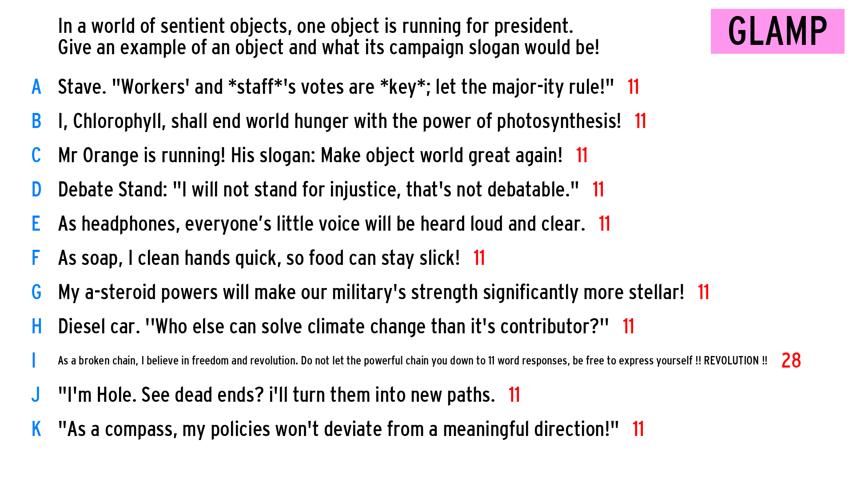 In a world of sentient objects, one object is running for president.
Give an example of an object and what its campaign slogan would be!
GLAMP
A Stave. "Workers' and *staff*'s votes are *key*; let the major-ity rule!" 11
B I, Chlorophyll, shall end world hunger with the power of photosynthesis! 11
C Mr Orange is running! His slogan: Make object world great again! 11
D Debate Stand: "I will not stand for injustice, that's not debatable." 11
E As headphones, everyone’s little voice will be heard loud and clear. 11
F As soap, I clean hands quick, so food can stay slick! 11
G My a-steroid powers will make our military's strength significantly more stellar! 11
H Diesel car. ''Who else can solve climate change than it's contributor?" 11
I As a broken chain, I believe in freedom and revolution. Do not let the powerful chain you down to 11 word responses, be free to express yourself !! REVOLUTION !! 28
J "I'm Hole. See dead ends? i'll turn them into new paths. 11
K "As a compass, my policies won't deviate from a meaningful direction!" 11